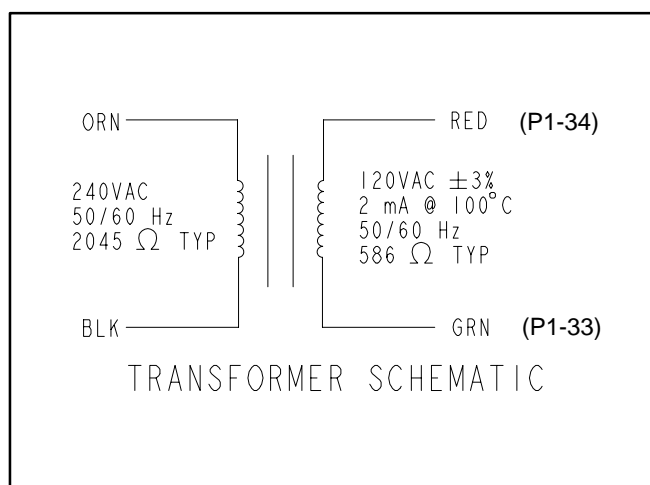 ORN
RED (P1-34)
240VAC
50/60 Hz
2045 Ω TYP
120VAC ±3%
2 mA @ 100°C
50/60 Hz
586 Ω TYP
BLK
GRN (P1-33)
TRANSFORMER SCHEMATIC